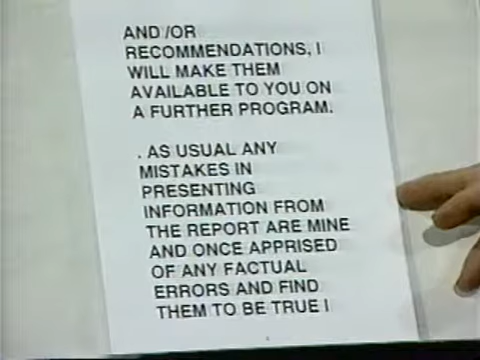 AND /OR
RECOMMENDATIONS, I
WILL MAKE THEM
AVAILABLE TO YOU ON
A FURTHER PROGRAM.
. AS USUAL ANY
MISTAKES IN
PRESENTING
INFORMATION FROM
THE REPORT ARE MINE
AND ONCE APPRISED
OF ANY FACTUAL
ERRORS AND FIND
THEM TO BE TRUE I